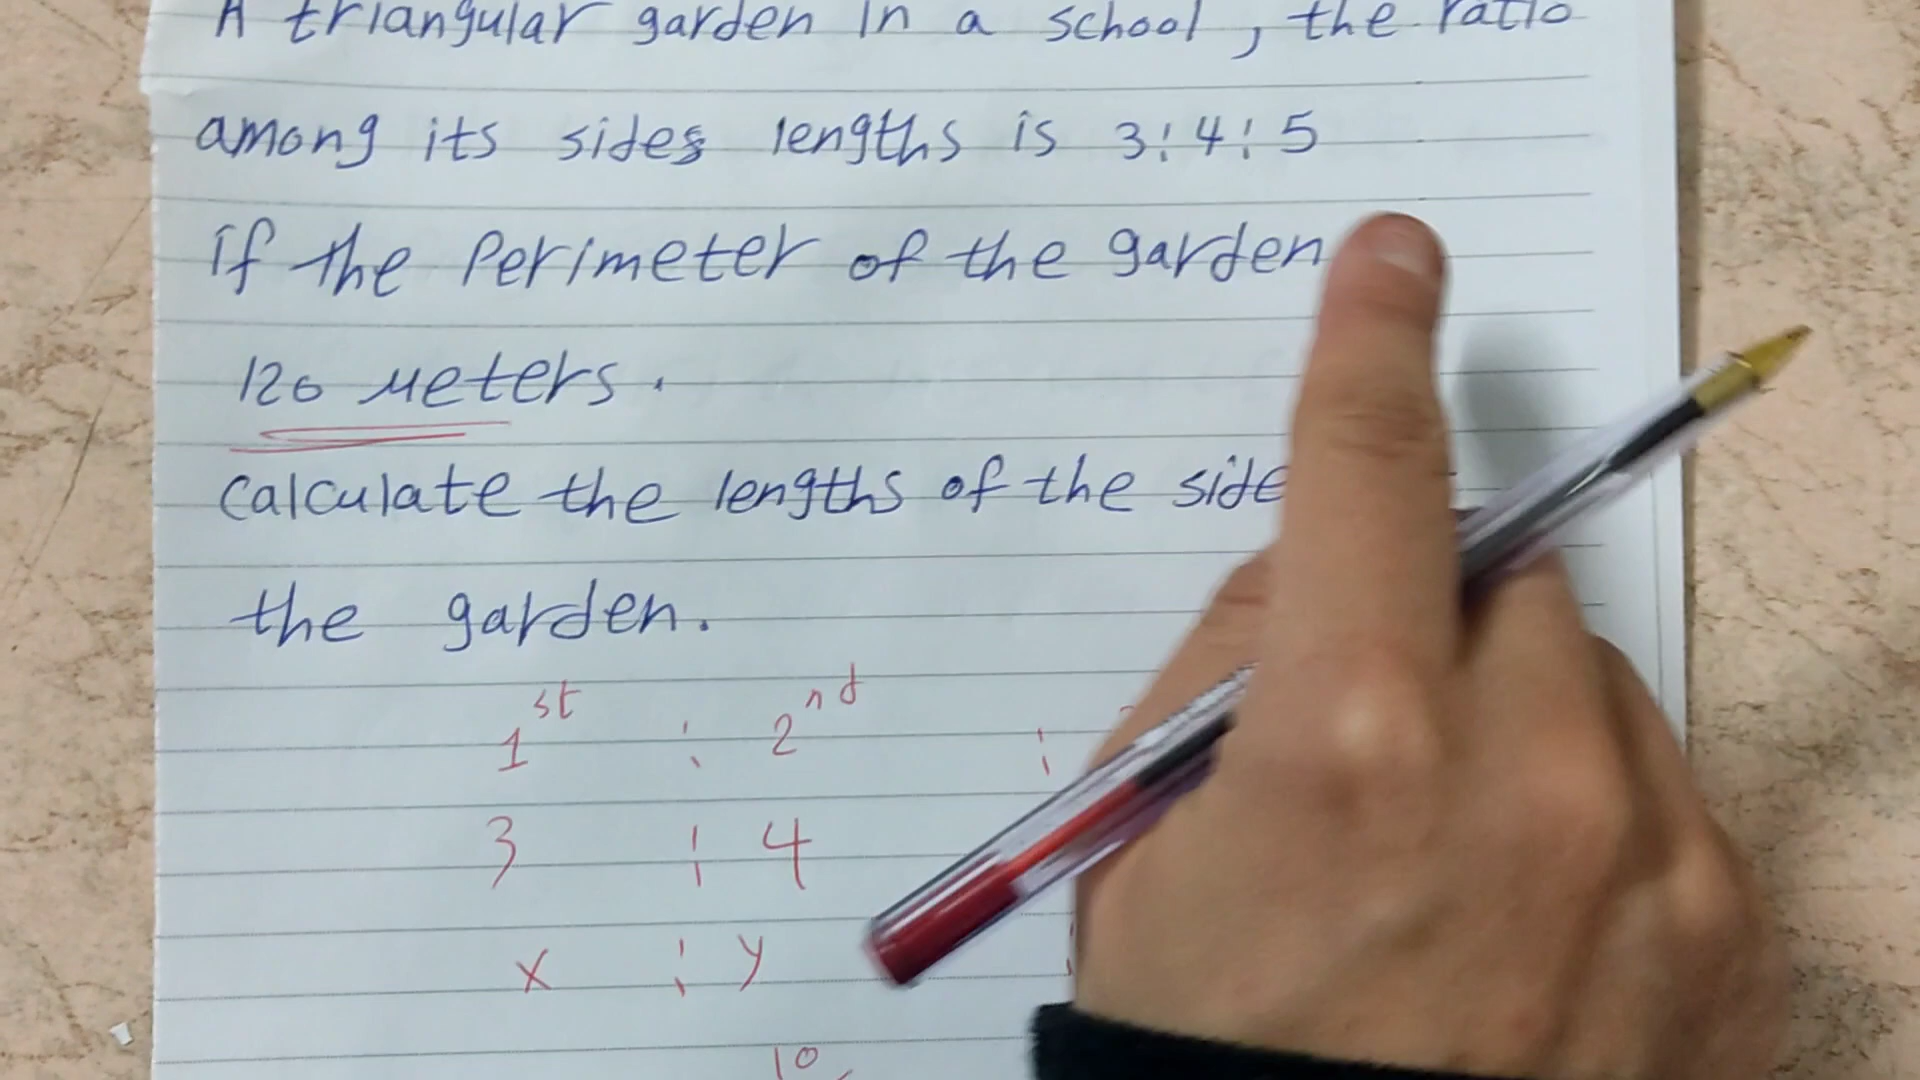 A triangular garden in a school, the ratio
among its sides lengths is 3:4:5
if the Perimeter of the garden
120 Meters.
Calculate the lengths of the side
the garden.
1st : 2nd :
3 : 4
x : y :
10